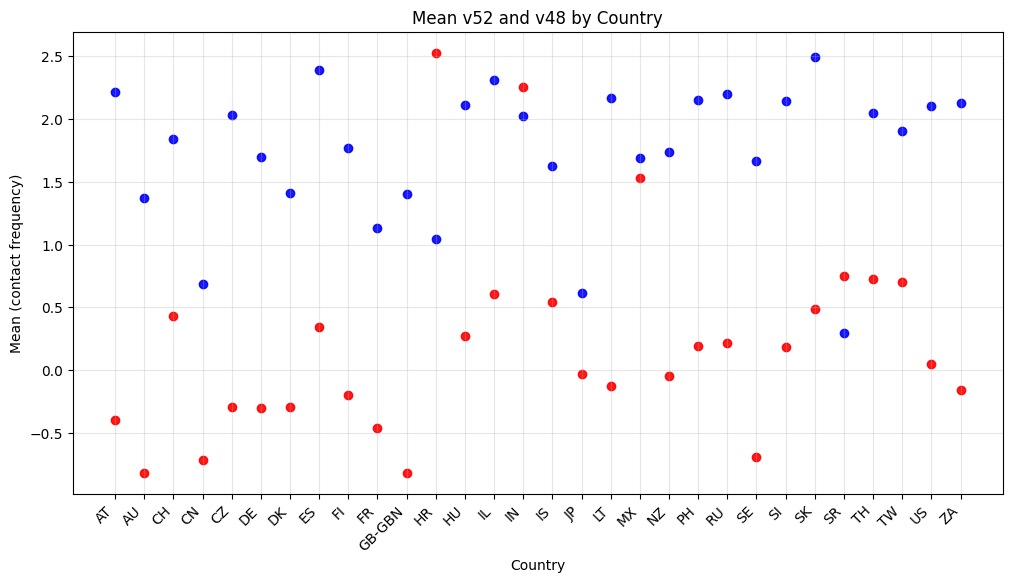 Mean v52 and v48 by Country
Mean (contact frequency)
2.5
2.0
1.5
1.0
0.5
0.0
−0.5
AT
AU
CH
CN
CZ
DE
DK
ES
FI
FR
GB-GBN
HR
HU
IL
IN
IS
JP
LT
MX
NZ
PH
RU
SE
SI
SK
SR
TH
TW
US
ZA
Country